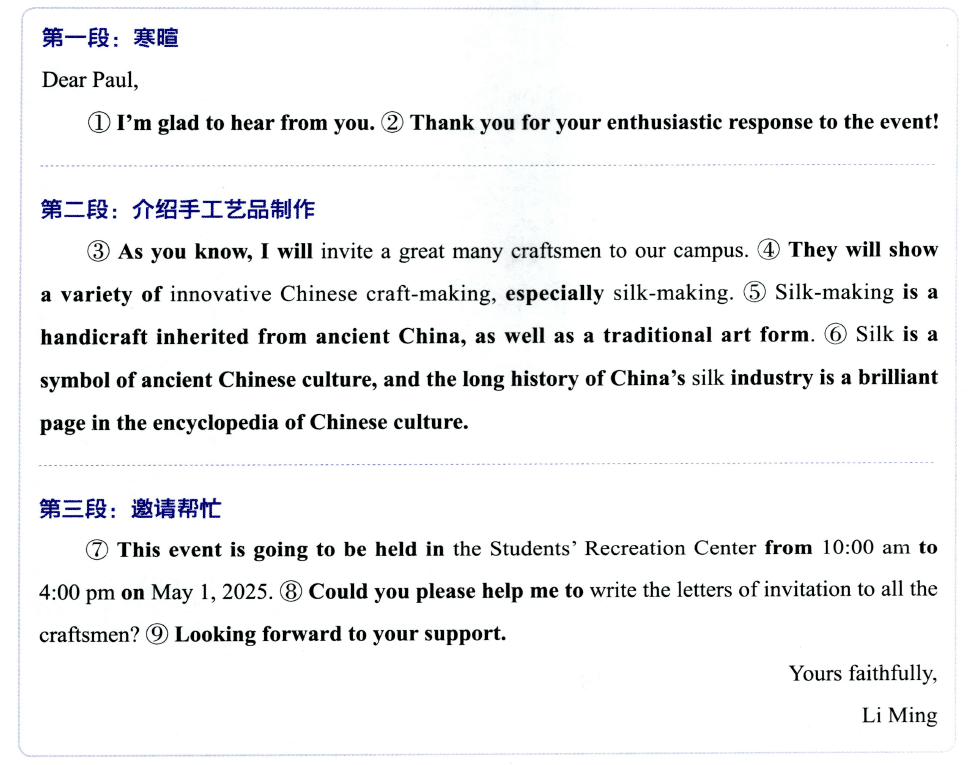 第一段：寒暄
Dear Paul,
① I’m glad to hear from you. ② Thank you for your enthusiastic response to the event!
第二段：介绍手工艺品制作
③ As you know, I will invite a great many craftsmen to our campus. ④ They will show
a variety of innovative Chinese craft-making, especially silk-making. ⑤ Silk-making is a
handicraft inherited from ancient China, as well as a traditional art form. ⑥ Silk is a
symbol of ancient Chinese culture, and the long history of China’s silk industry is a brilliant
page in the encyclopedia of Chinese culture.
第三段：邀请帮忙
⑦ This event is going to be held in the Students’ Recreation Center from 10:00 am to
4:00 pm on May 1, 2025. ⑧ Could you please help me to write the letters of invitation to all the
craftsmen? ⑨ Looking forward to your support.
Yours faithfully,
Li Ming